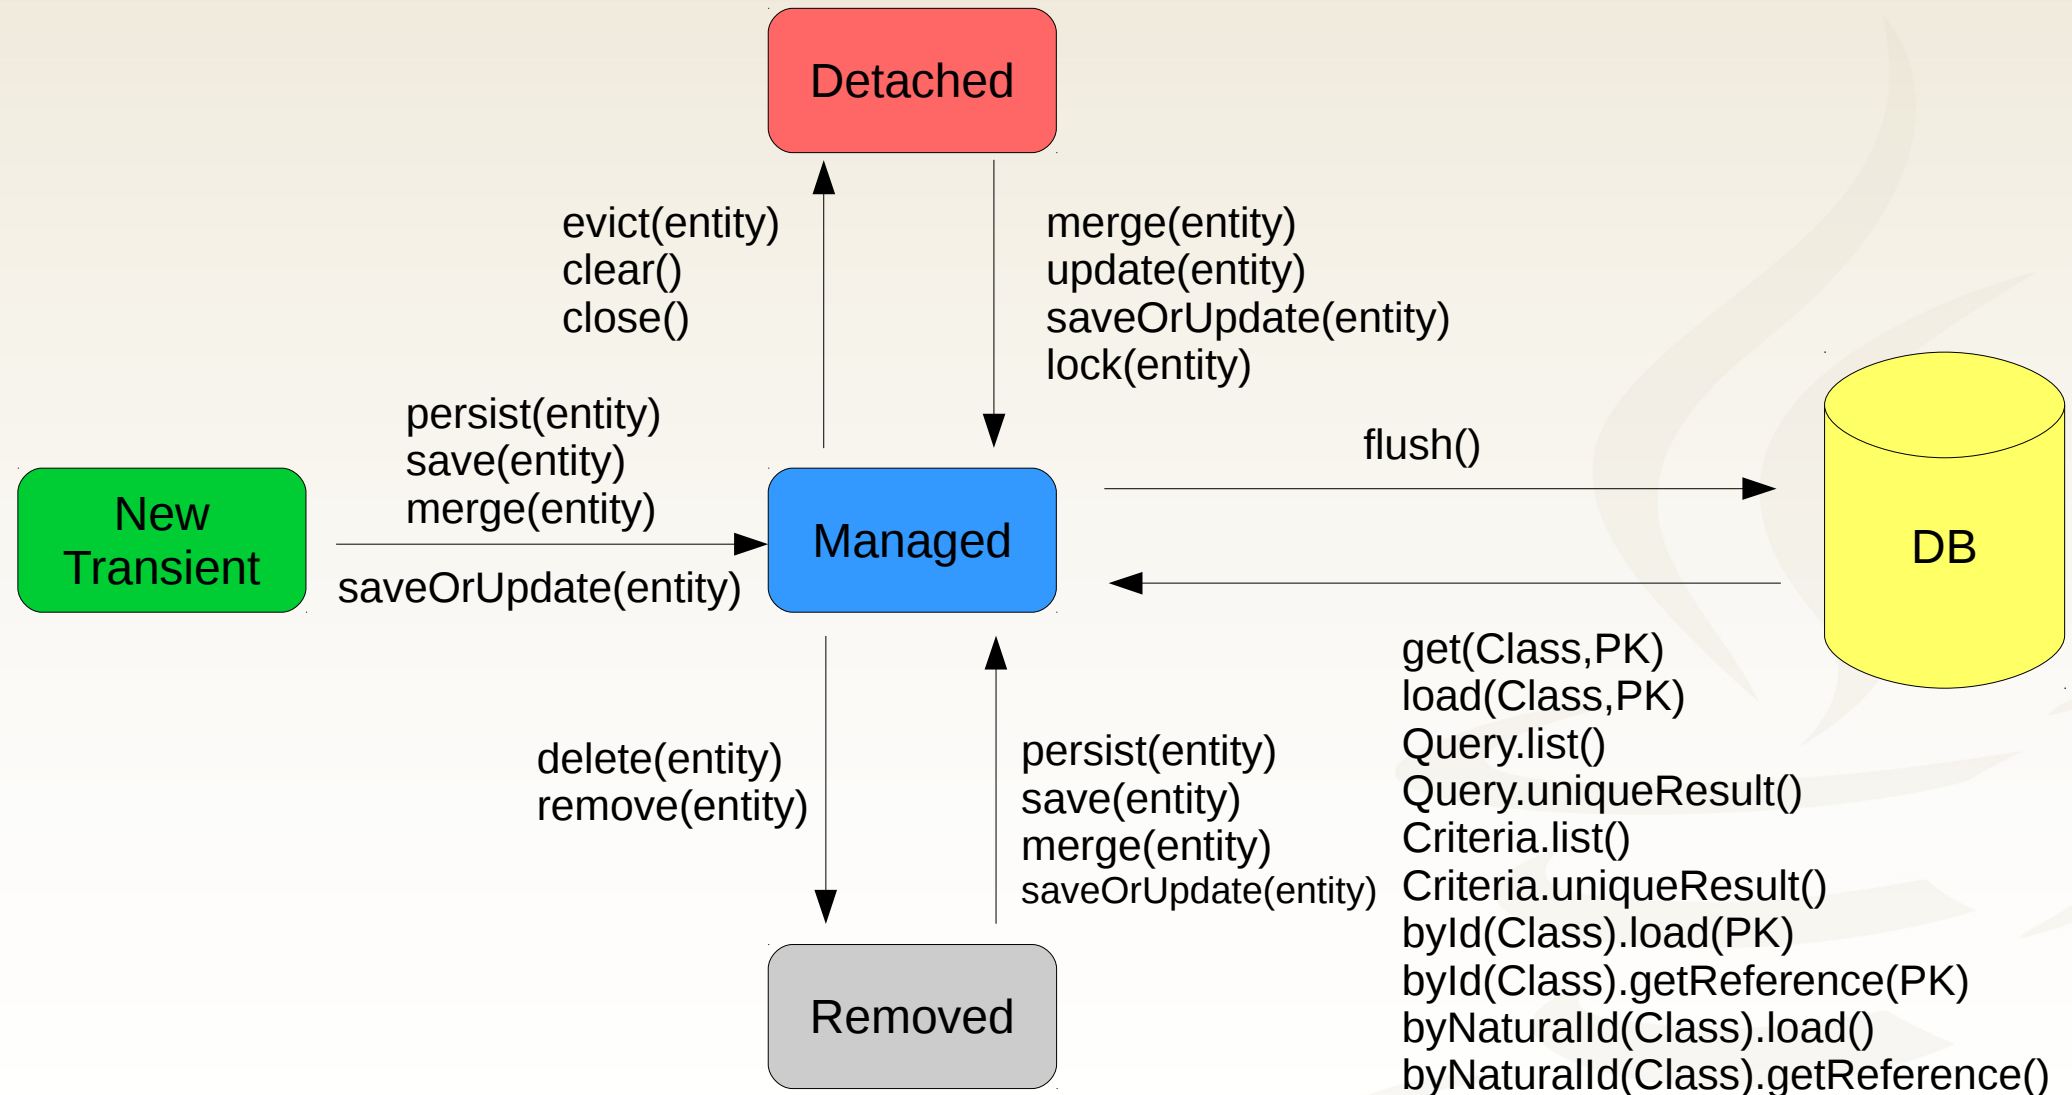 Detached
evict(entity)
clear()
close()
merge(entity)
update(entity)
saveOrUpdate(entity)
lock(entity)
persist(entity)
save(entity)
merge(entity)
saveOrUpdate(entity)
New
Transient
Managed
flush()
DB
delete(entity)
remove(entity)
persist(entity)
save(entity)
merge(entity)
saveOrUpdate(entity)
get(Class,PK)
load(Class,PK)
Query.list()
Query.uniqueResult()
Criteria.list()
Criteria.uniqueResult()
byId(Class).load(PK)
byId(Class).getReference(PK)
byNaturalId(Class).load()
byNaturalId(Class).getReference()
Removed